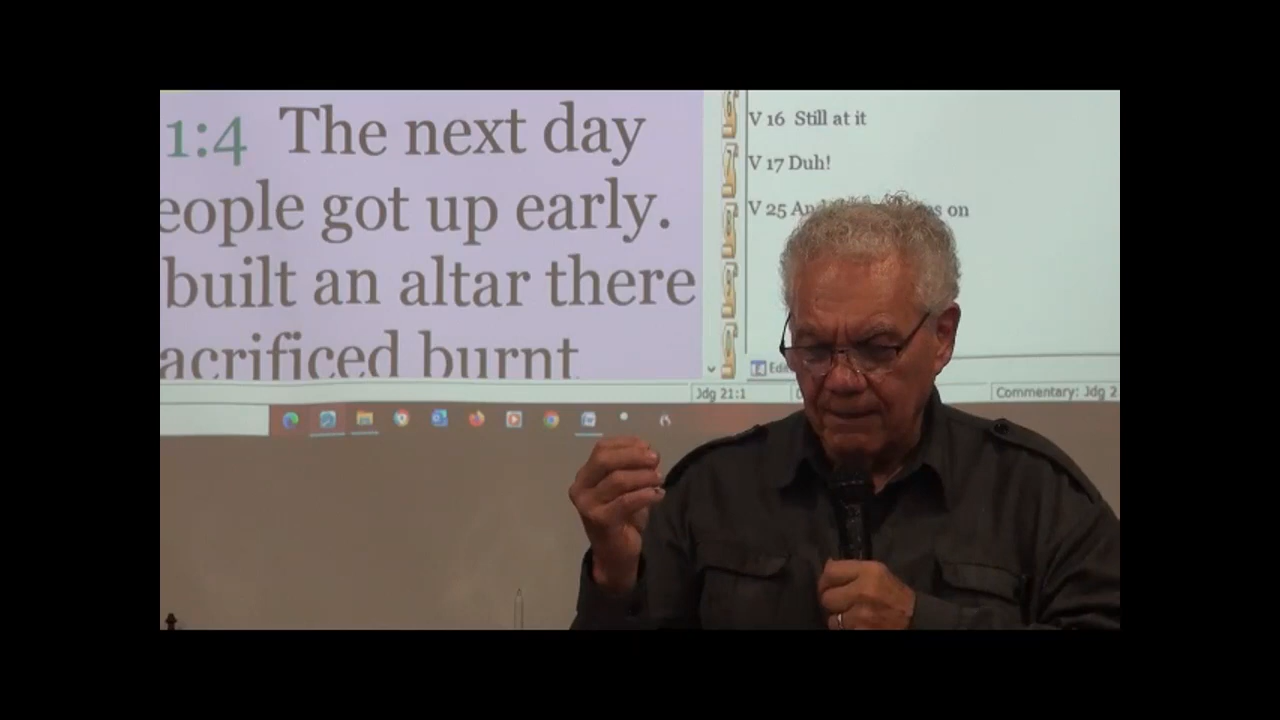 1:4 The next day
eople got up early.
built an altar there
acrificed burnt
V 16 Still at it
V 17 Duh!
V 25 And on
Jdg 21:1
Commentary: Jdg 2